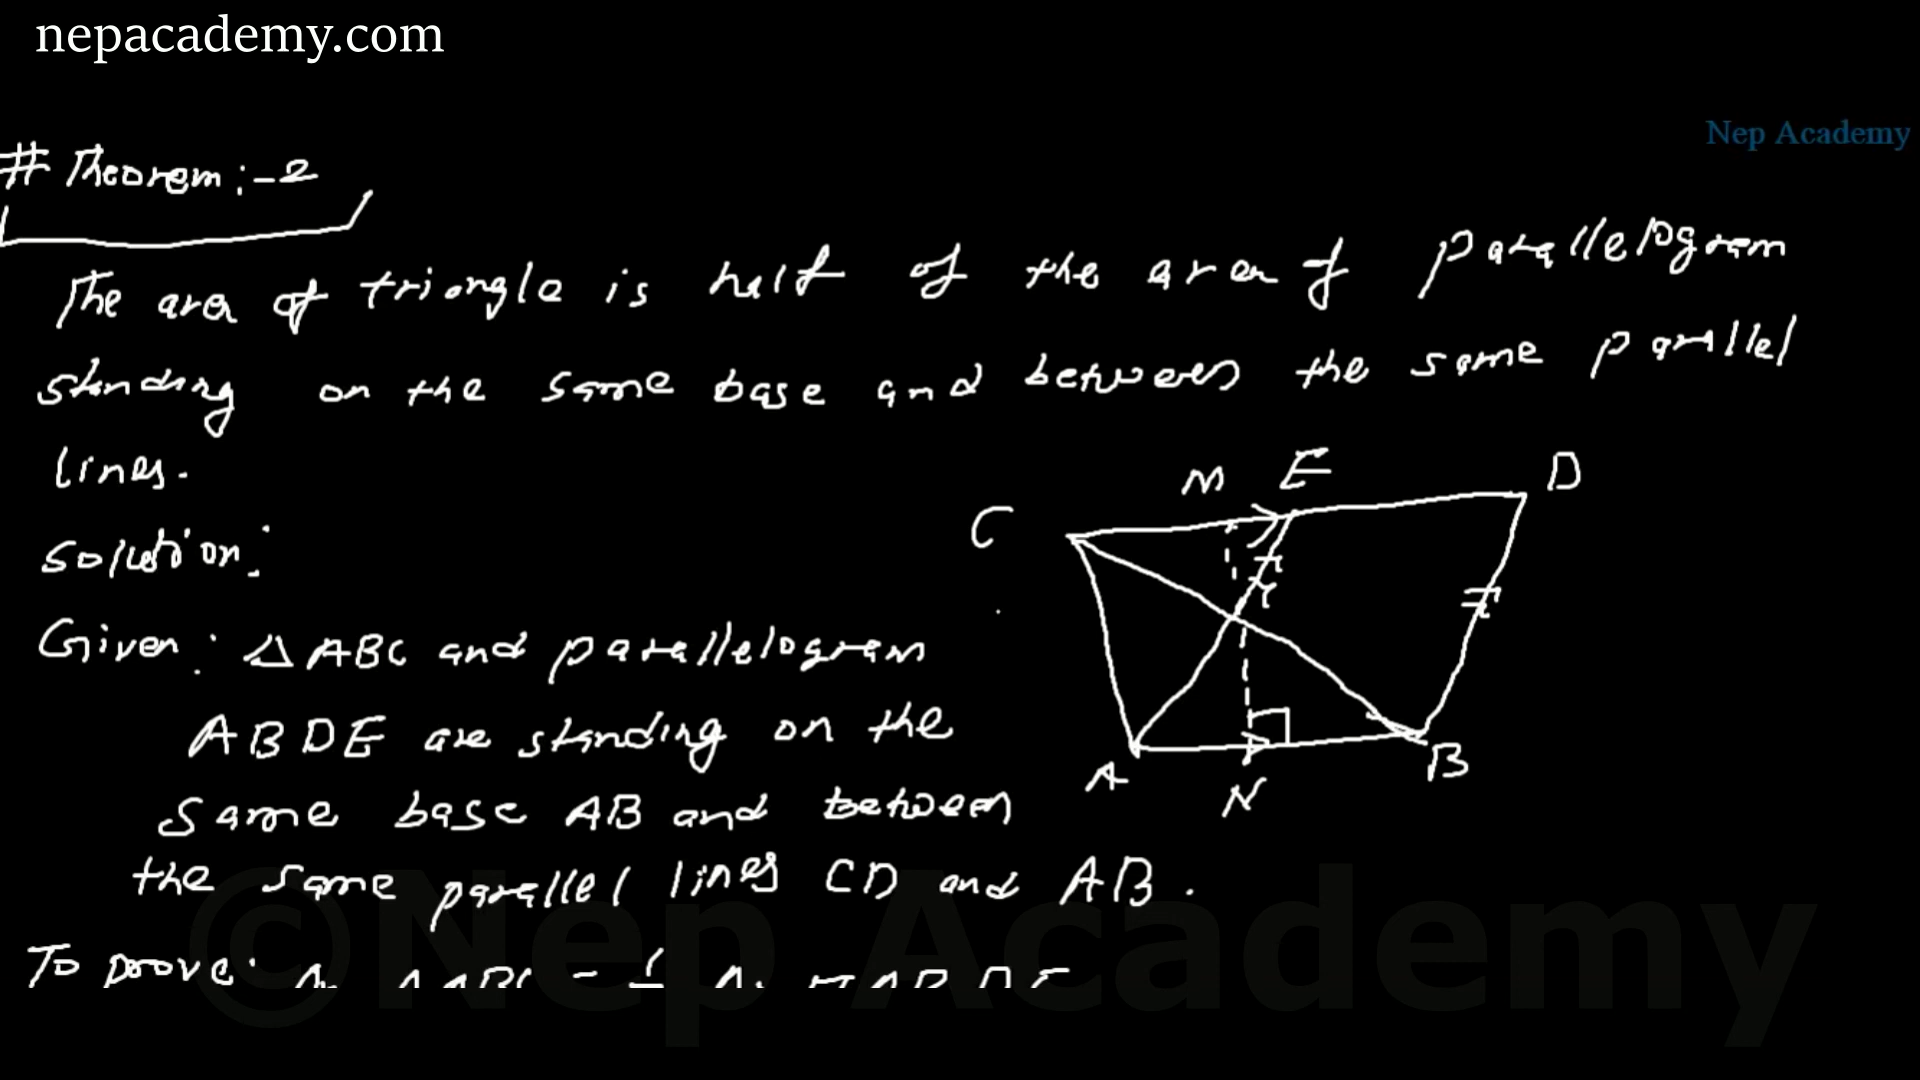 nepacademy.com
Nep Academy
# Theorem:-2
The area of triangle is half of the area of parallelogram
standing on the same base and between the same parallel
lines.
Solution:
Given: △ABC and parallelogram
ABDE are standing on the
same base AB and between
the same parallel lines CD and AB.
To prove:
C M E D
A N B
©Nep Academy